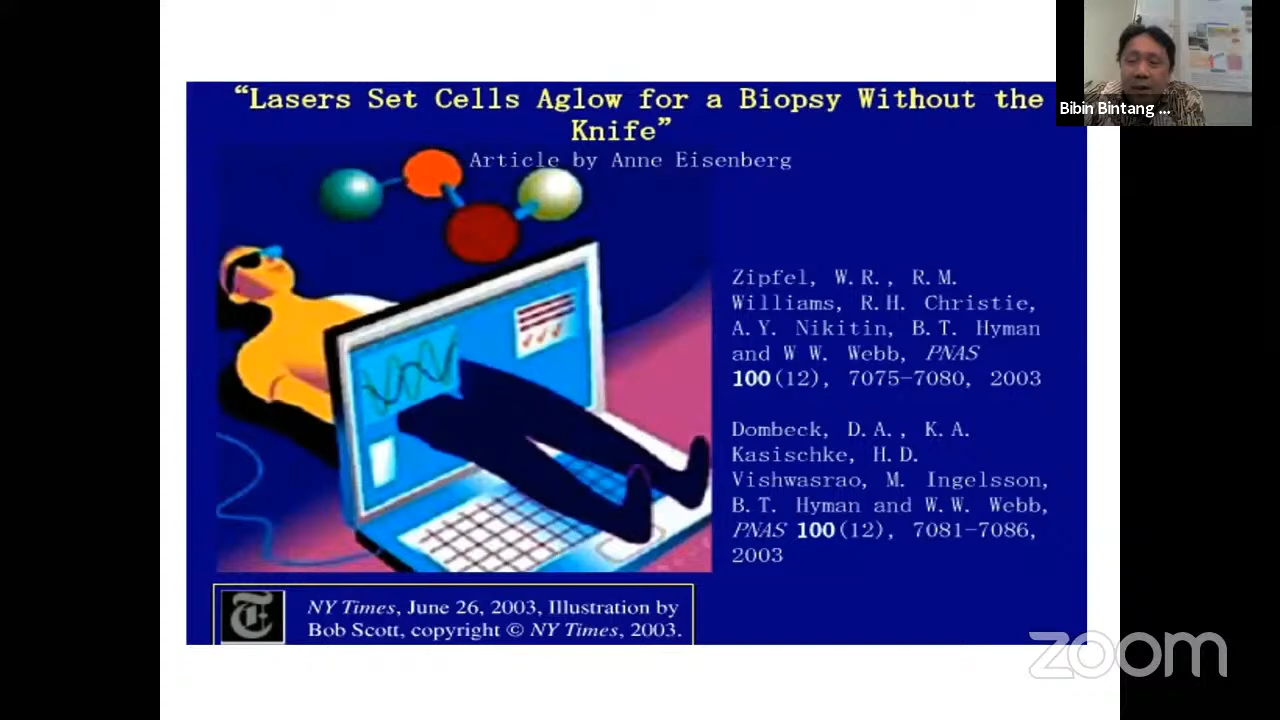 “Lasers Set Cells Aglow for a Biopsy Without the
Knife”
Article by Anne Eisenberg
Bibin Bintang ...
Zipfel, W.R., R.M.
Williams, R.H. Christie,
A.Y. Nikitin, B.T. Hyman
and W W. Webb, PNAS
100(12), 7075-7080, 2003
Dombeck, D.A., K.A.
Kasischke, H.D.
Vishwasrao, M. Ingelsson,
B.T. Hyman and W.W. Webb,
PNAS 100(12), 7081-7086,
2003
T
NY Times, June 26, 2003, Illustration by
Bob Scott, copyright © NY Times, 2003.
zoom